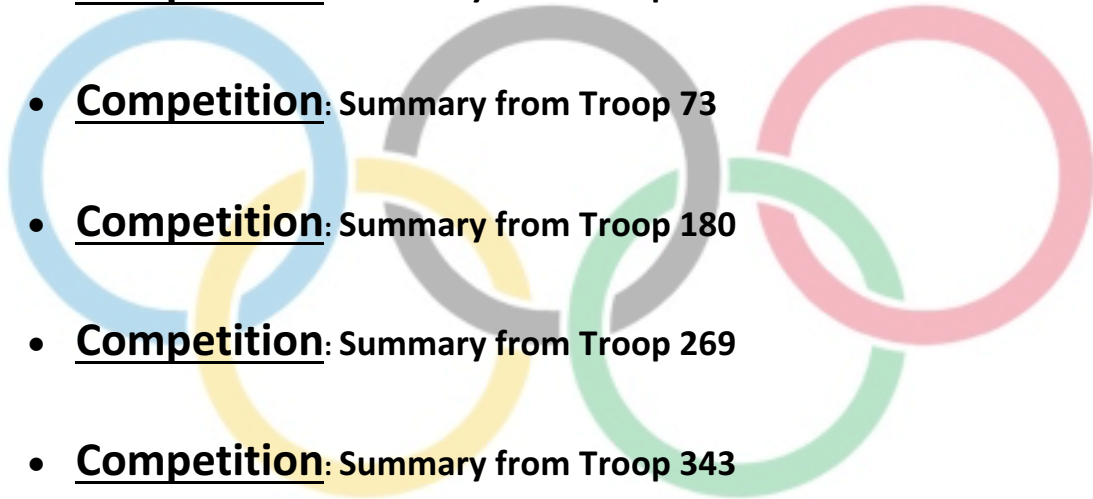 • Competition: Summary from Troop 73
• Competition: Summary from Troop 180
• Competition: Summary from Troop 269
• Competition: Summary from Troop 343